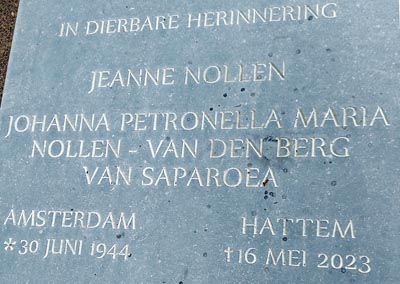 IN DIERBARE HERINNERING
JEANNE NOLLEN
JOHANNA PETRONELLA MARIA
NOLLEN - VAN DEN BERG
VAN SAPAROEA
AMSTERDAM HATTEM
* 30 JUNI 1944 † 16 MEI 2023